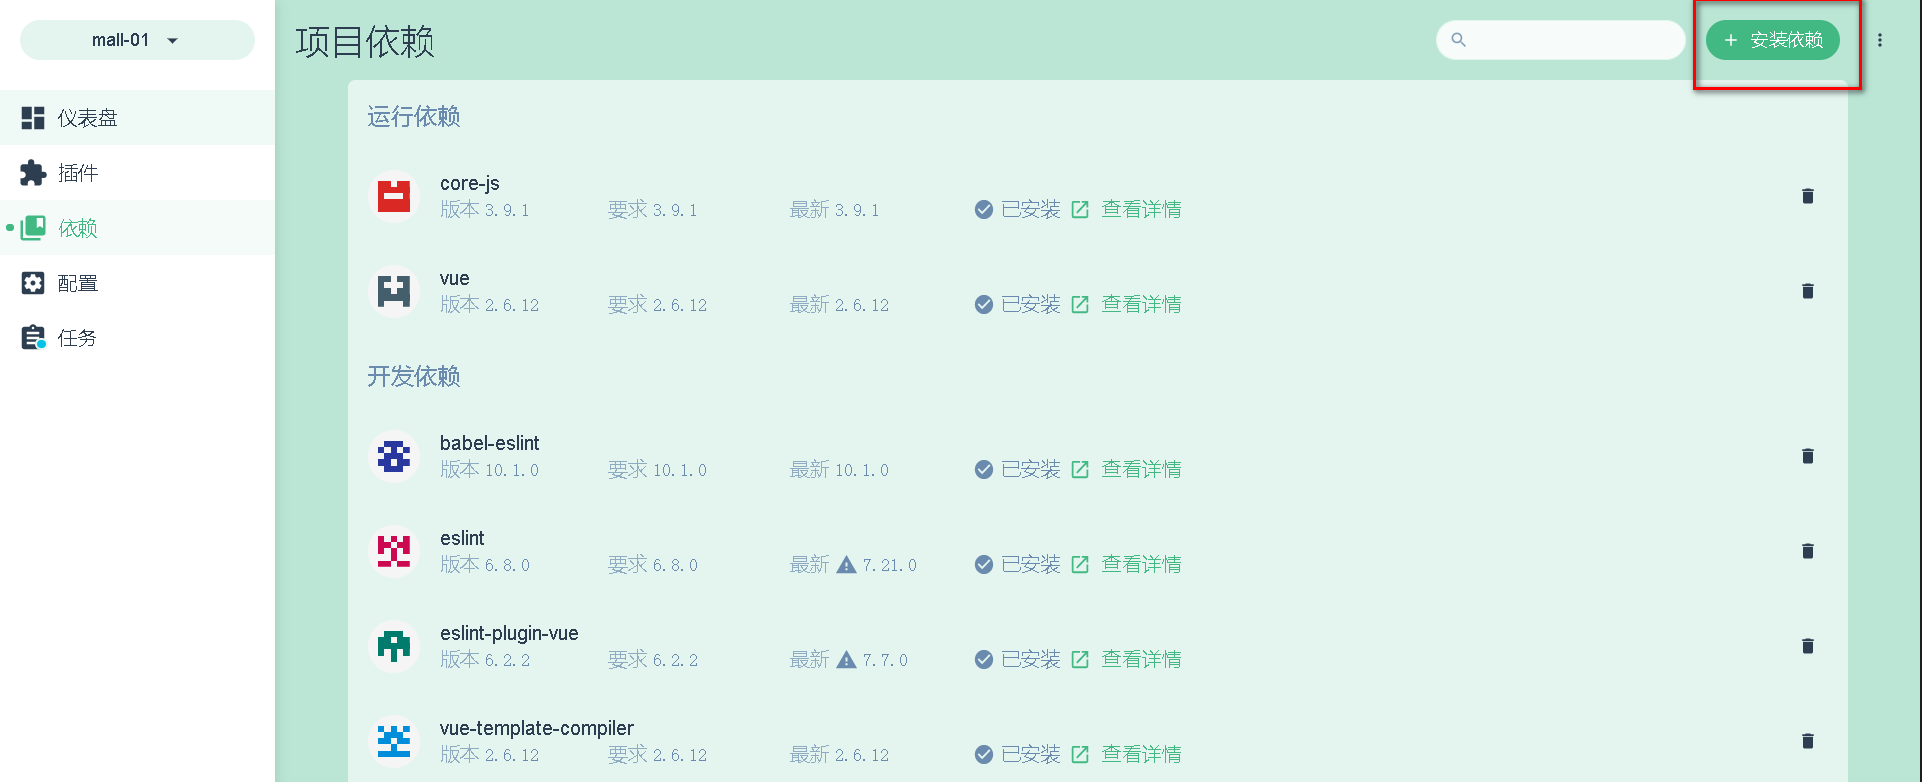 mall-01
仪表盘
插件
依赖
配置
任务
项目依赖
安装依赖
运行依赖
core-js
版本 3.9.1 要求 3.9.1 最新 3.9.1 已安装 查看详情
vue
版本 2.6.12 要求 2.6.12 最新 2.6.12 已安装 查看详情
开发依赖
babel-eslint
版本 10.1.0 要求 10.1.0 最新 10.1.0 已安装 查看详情
eslint
版本 6.8.0 要求 6.8.0 最新 7.21.0 已安装 查看详情
eslint-plugin-vue
版本 6.2.2 要求 6.2.2 最新 7.7.0 已安装 查看详情
vue-template-compiler
版本 2.6.12 要求 2.6.12 最新 2.6.12 已安装 查看详情